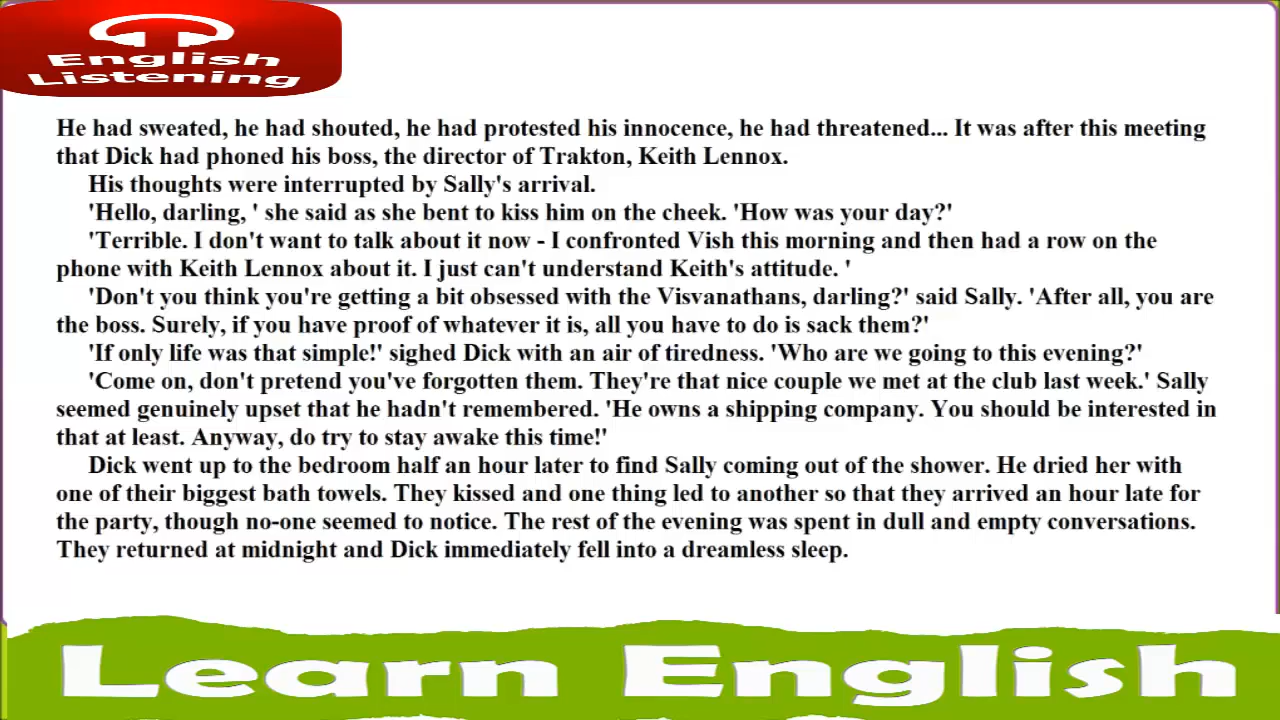 English
Listening
He had sweated, he had shouted, he had protested his innocence, he had threatened... It was after this meeting
that Dick had phoned his boss, the director of Trakton, Keith Lennox.
His thoughts were interrupted by Sally's arrival.
'Hello, darling, ' she said as she bent to kiss him on the cheek. 'How was your day?'
'Terrible. I don't want to talk about it now - I confronted Vish this morning and then had a row on the
phone with Keith Lennox about it. I just can't understand Keith's attitude. '
'Don't you think you're getting a bit obsessed with the Visvanathans, darling?' said Sally. 'After all, you are
the boss. Surely, if you have proof of whatever it is, all you have to do is sack them?'
'If only life was that simple!' sighed Dick with an air of tiredness. 'Who are we going to this evening?'
'Come on, don't pretend you've forgotten them. They're that nice couple we met at the club last week.' Sally
seemed genuinely upset that he hadn't remembered. 'He owns a shipping company. You should be interested in
that at least. Anyway, do try to stay awake this time!'
Dick went up to the bedroom half an hour later to find Sally coming out of the shower. He dried her with
one of their biggest bath towels. They kissed and one thing led to another so that they arrived an hour late for
the party, though no-one seemed to notice. The rest of the evening was spent in dull and empty conversations.
They returned at midnight and Dick immediately fell into a dreamless sleep.
Learn English